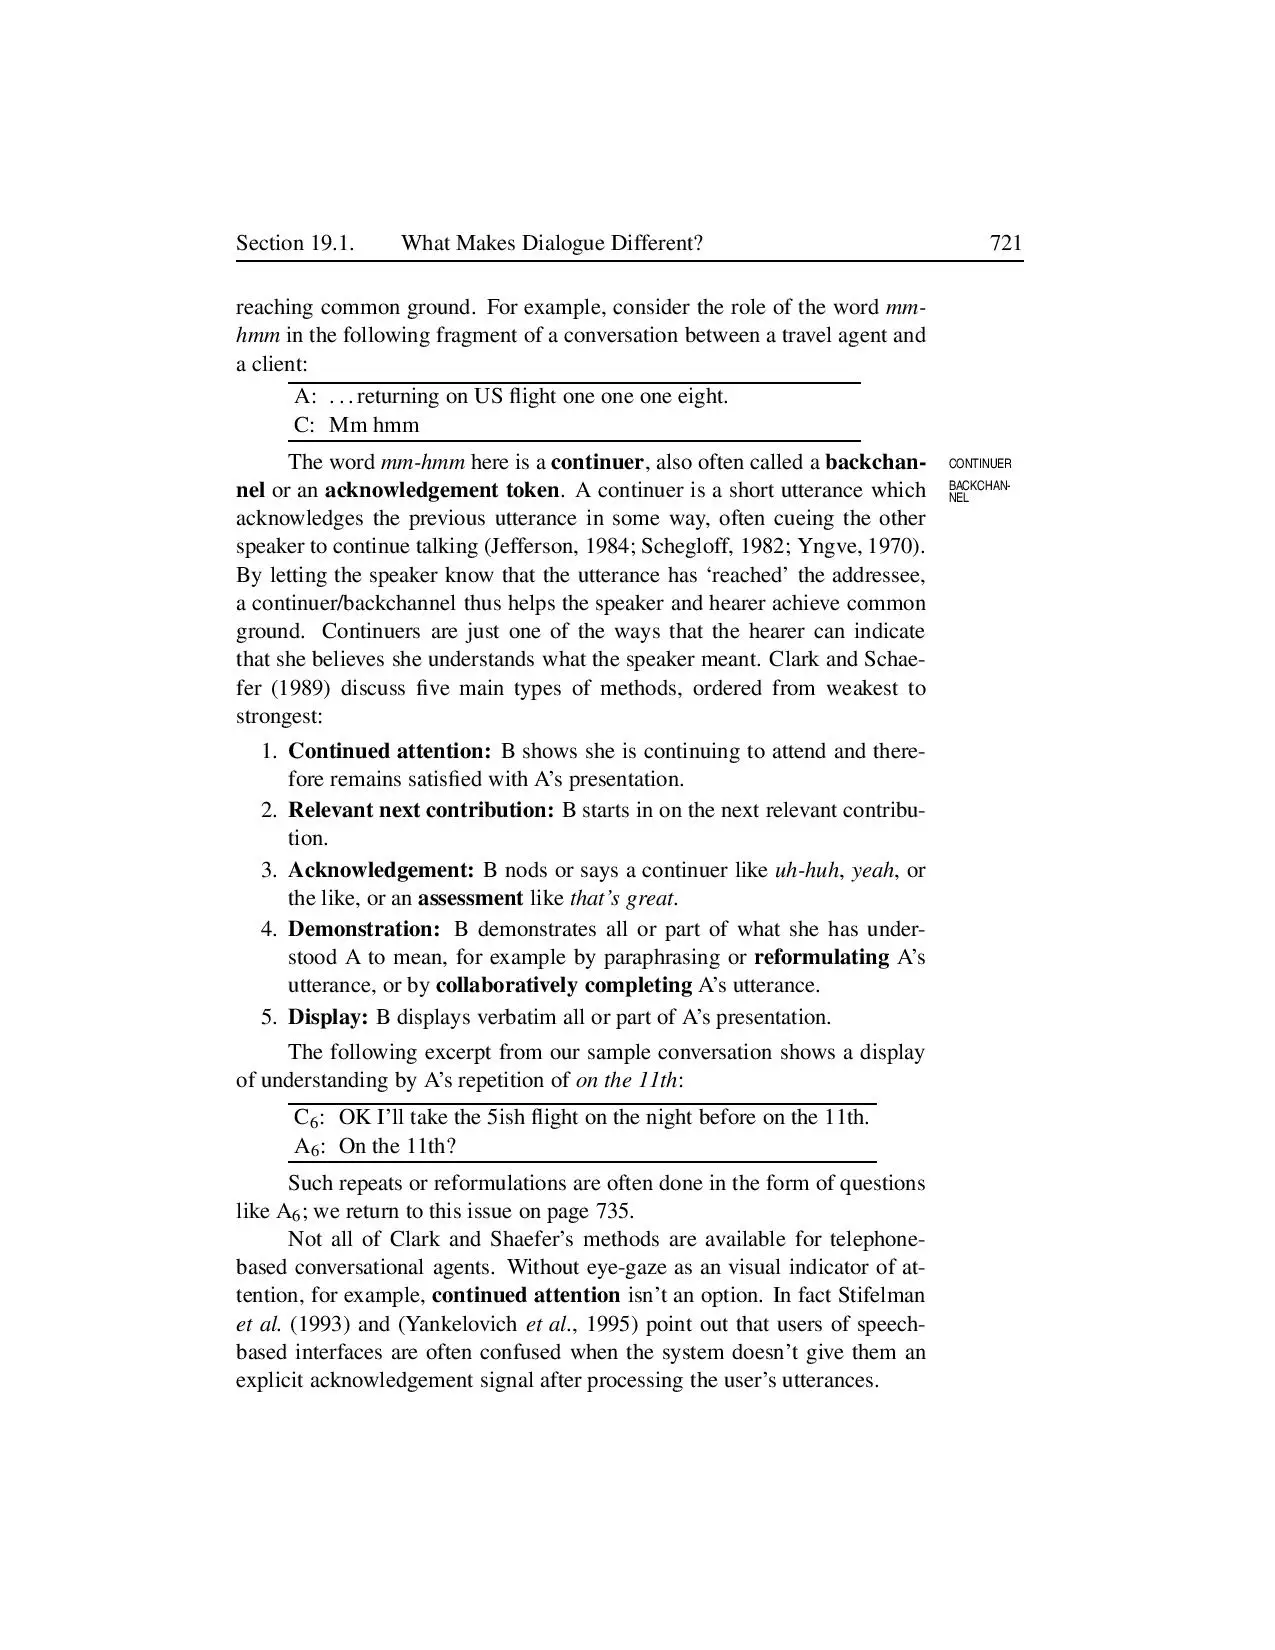 Section 19.1. What Makes Dialogue Different? 721
reaching common ground. For example, consider the role of the word mm-
hmm in the following fragment of a conversation between a travel agent and
a client:
A: ...returning on US flight one one one eight.
C: Mm hmm
The word mm-hmm here is a continuer, also often called a backchan-
CONTINUER
nel or an acknowledgement token. A continuer is a short utterance which
BACKCHAN-
NEL
acknowledges the previous utterance in some way, often cueing the other
speaker to continue talking (Jefferson, 1984; Schegloff, 1982; Yngve, 1970).
By letting the speaker know that the utterance has ‘reached’ the addressee,
a continuer/backchannel thus helps the speaker and hearer achieve common
ground. Continuers are just one of the ways that the hearer can indicate
that she believes she understands what the speaker meant. Clark and Schae-
fer (1989) discuss five main types of methods, ordered from weakest to
strongest:
1. Continued attention: B shows she is continuing to attend and there-
fore remains satisfied with A’s presentation.
2. Relevant next contribution: B starts in on the next relevant contribu-
tion.
3. Acknowledgement: B nods or says a continuer like uh-huh, yeah, or
the like, or an assessment like that’s great.
4. Demonstration: B demonstrates all or part of what she has under-
stood A to mean, for example by paraphrasing or reformulating A’s
utterance, or by collaboratively completing A’s utterance.
5. Display: B displays verbatim all or part of A’s presentation.
The following excerpt from our sample conversation shows a display
of understanding by A’s repetition of on the 11th:
C6: OK I’ll take the 5ish flight on the night before on the 11th.
A6: On the 11th?
Such repeats or reformulations are often done in the form of questions
like A6; we return to this issue on page 735.
Not all of Clark and Shaefer’s methods are available for telephone-
based conversational agents. Without eye-gaze as an visual indicator of at-
tention, for example, continued attention isn’t an option. In fact Stifelman
et al. (1993) and (Yankelovich et al., 1995) point out that users of speech-
based interfaces are often confused when the system doesn’t give them an
explicit acknowledgement signal after processing the user’s utterances.